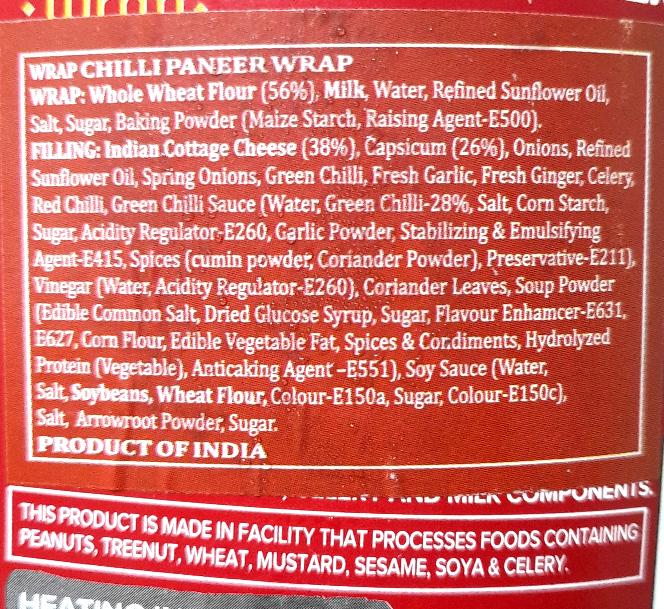 WRAP CHILLI PANEER WRAP
WRAP: Whole Wheat Flour (56%), Milk, Water, Refined Sunflower Oil,
Salt, Sugar, Baking Powder (Maize Starch, Raising Agent-E500).
FILLING: Indian Cottage Cheese (38%), Capsicum (26%), Onions, Refined
Sunflower Oil, Spring Onions, Green Chilli, Fresh Garlic, Fresh Ginger, Celery,
Red Chilli, Green Chilli Sauce (Water, Green Chilli-28%, Salt, Corn Starch,
Sugar, Acidity Regulator-E260, Garlic Powder, Stabilizing & Emulsifying
Agent-E415, Spices (cumin powder, Coriander Powder), Preservative-E211),
Vinegar (Water, Acidity Regulator-E260), Coriander Leaves, Soup Powder
(Edible Common Salt, Dried Glucose Syrup, Sugar, Flavour Enhamcer-E631,
E627, Corn Flour, Edible Vegetable Fat, Spices & Condiments, Hydrolyzed
Protein (Vegetable), Anticaking Agent -E551), Soy Sauce (Water,
Salt, Soybeans, Wheat Flour, Colour-E150a, Sugar, Colour-E150c),
Salt, Arrowroot Powder, Sugar.
PRODUCT OF INDIA
AND MILK COMPONENTS.
THIS PRODUCT IS MADE IN FACILITY THAT PROCESSES FOODS CONTAINING
PEANUTS, TREENUT, WHEAT, MUSTARD, SESAME, SOYA & CELERY.